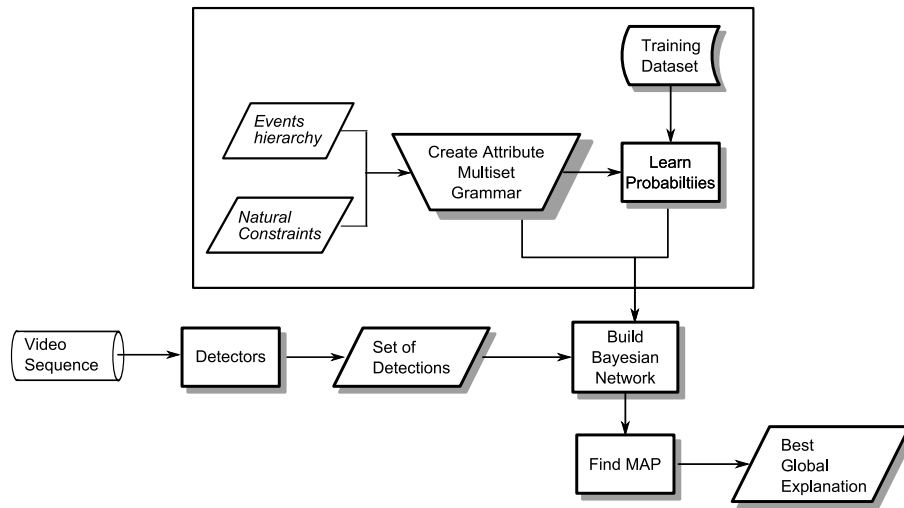 Training
Dataset
Events
hierarchy
Create Attribute
Multiset
Grammar
Learn
Probabiltiies
Natural
Constraints
Video
Sequence
Detectors
Set of
Detections
Build
Bayesian
Network
Find MAP
Best
Global
Explanation